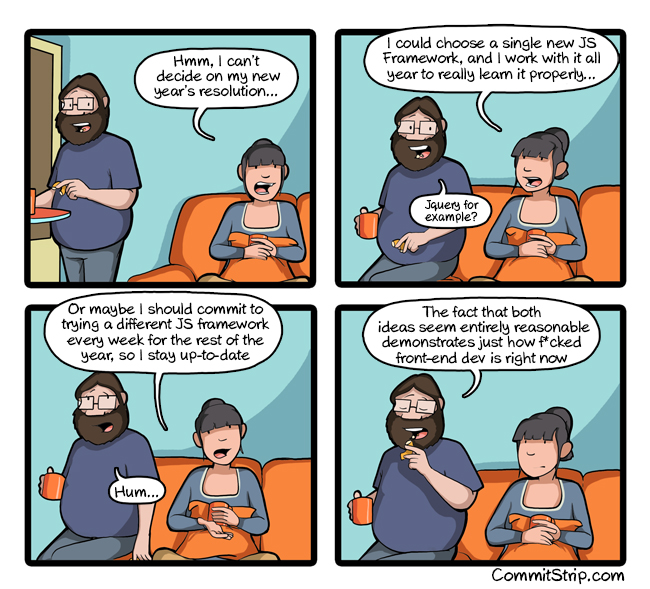 Hmm, I can't
decide on my new
year's resolution...
I could choose a single new JS
Framework, and I work with it all
year to really learn it properly...
Jquery for
example?
Or maybe I should commit to
trying a different JS framework
every week for the rest of the
year, so I stay up-to-date
Hum...
The fact that both
ideas seem entirely reasonable
demonstrates just how f*cked
front-end dev is right now
CommitStrip.com